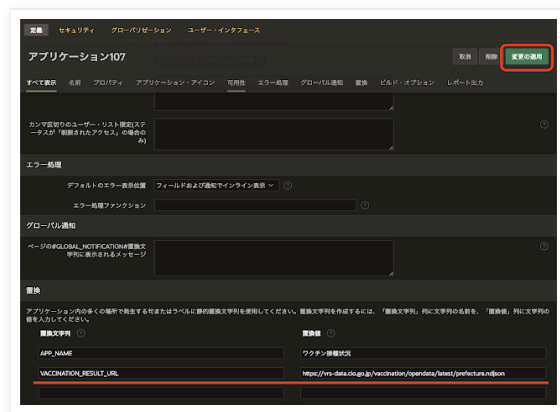 定義 セキュリティ グローバリゼーション ユーザー・インタフェース
アプリケーション107 取消 削除 変更の適用
すべて表示 名前 プロパティ アプリケーション・アイコン 可用性 エラー処理 グローバル通知 置換 ビルド・オプション レポート出力
カンマ区切りのユーザー・リスト限定(ステ
ータスが「制限されたアクセス」の場合の
み)
エラー処理
デフォルトのエラー表示位置 フィールドおよび通知でインライン表示
エラー処理ファンクション
グローバル通知
ページの#GLOBAL_NOTIFICATION#置換文
字列に表示されるメッセージ
置換
アプリケーション内の多くの場所で発生する句またはラベルに静的置換文字列を使用してください。置換文字列を作成するには、「置換文字列」列に文字列の名前を、「置換値」列に文字列の
値を入力してください。
置換文字列 置換値
APP_NAME ワクチン接種状況
VACCINATION_RESULT_URL https://vrs-data.cio.go.jp/vaccination/opendata/latest/prefecture.ndjson